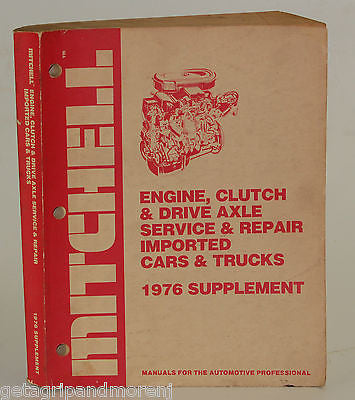 MITCHELL ENGINE, CLUTCH & DRIVE AXLE SERVICE & REPAIR
IMPORTED CARS & TRUCKS
1976 SUPPLEMENT
MITCHELL
ENGINE, CLUTCH
& DRIVE AXLE
SERVICE & REPAIR
IMPORTED
CARS & TRUCKS
1976 SUPPLEMENT
MANUALS FOR THE AUTOMOTIVE PROFESSIONAL
getagripandmore